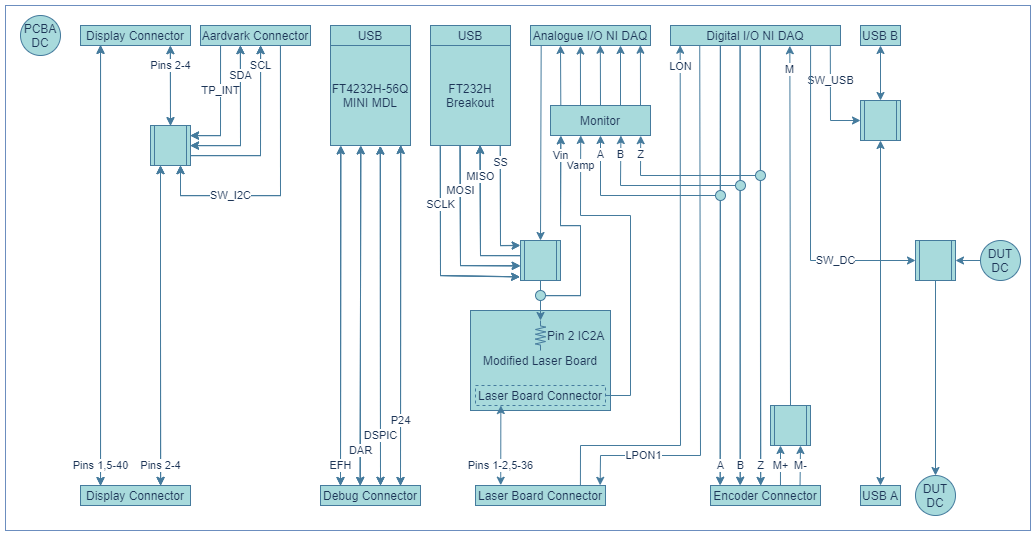 PCBA
DC
Display Connector
Aardvark Connector
USB
USB
Analogue I/O NI DAQ
Digital I/O NI DAQ
USB B
Pins 2-4
SCL
SDA
TP_INT
LON
M
SW_USB
FT4232H-56Q
MINI MDL
FT232H
Breakout
Monitor
Vin
Vamp
A
B
Z
SS
MISO
MOSI
SCLK
SW_I2C
SW_DC
DUT
DC
Pin 2 IC2A
Modified Laser Board
Laser Board Connector
P24
DSPIC
DAR
EFH
LPON1
Pins 1,5-40
Pins 2-4
Pins 1-2,5-36
A
B
Z
M+
M-
Display Connector
Debug Connector
Laser Board Connector
Encoder Connector
USB A
DUT
DC